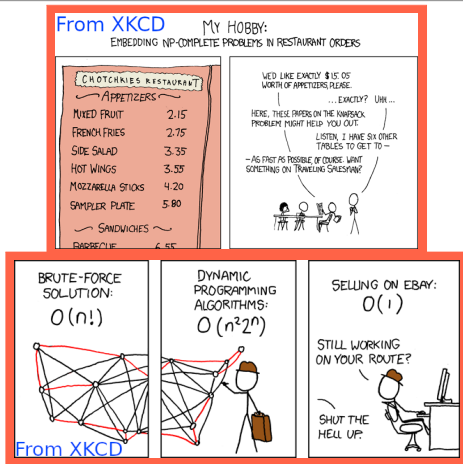 From XKCD
MY HOBBY:
EMBEDDING NP-COMPLETE PROBLEMS IN RESTAURANT ORDERS
CHOTCHKIES RESTAURANT
APPETIZERS
MIXED FRUIT 2.15
FRENCH FRIES 2.75
SIDE SALAD 3.35
HOT WINGS 3.55
MOZZARELLA STICKS 4.20
SAMPLER PLATE 5.80
SANDWICHES
BARBECUE 6.55
WE'D LIKE EXACTLY $15.05
WORTH OF APPETIZERS, PLEASE.
...EXACTLY? UHH...
HERE, THESE PAPERS ON THE KNAPSACK
PROBLEM MIGHT HELP YOU OUT.
LISTEN, I HAVE SIX OTHER
TABLES TO GET TO—
—AS FAST AS POSSIBLE, OF COURSE. WANT
SOMETHING ON TRAVELING SALESMAN?
BRUTE-FORCE
SOLUTION:
O(n!)
From XKCD
DYNAMIC
PROGRAMMING
ALGORITHMS:
O(n²2ⁿ)
SELLING ON EBAY:
O(1)
STILL WORKING
ON YOUR ROUTE?
SHUT THE
HELL UP.